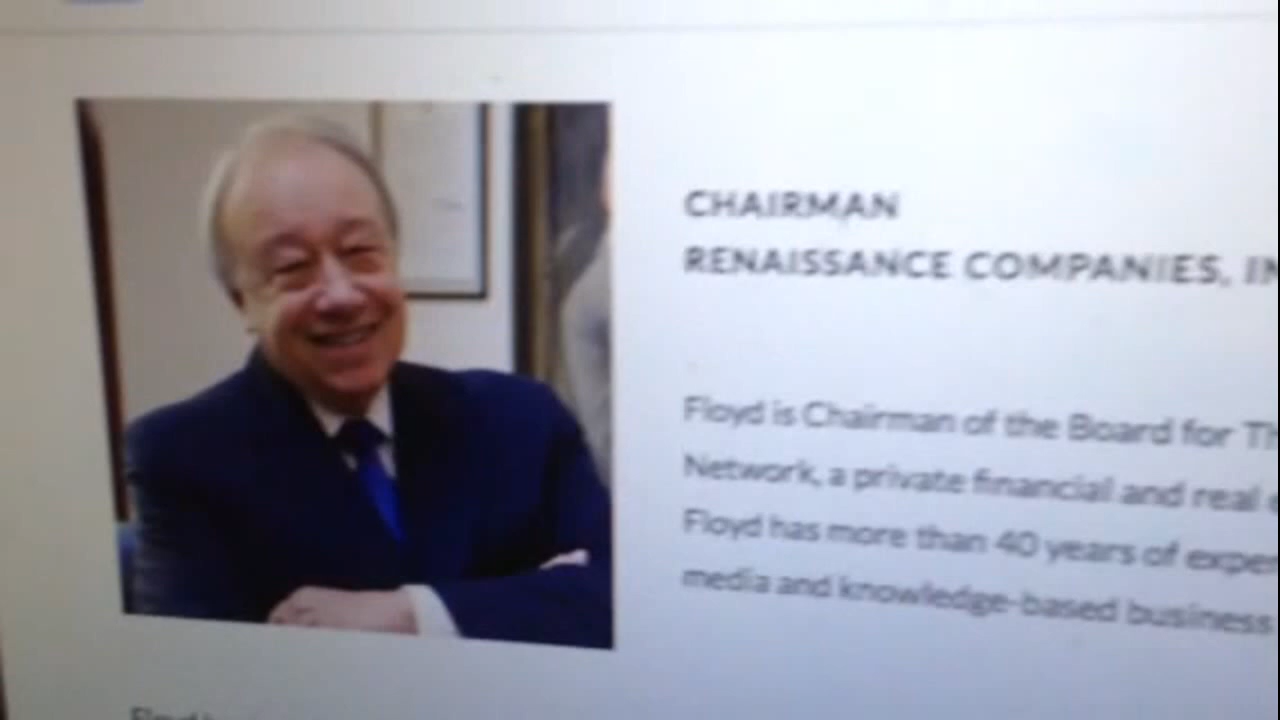 CHAIRMAN
RENAISSANCE COMPANIES,
Floyd is Chairman of the Board for
Network, a private financial and real
Floyd has more than 40 years of
media and knowledge-based business